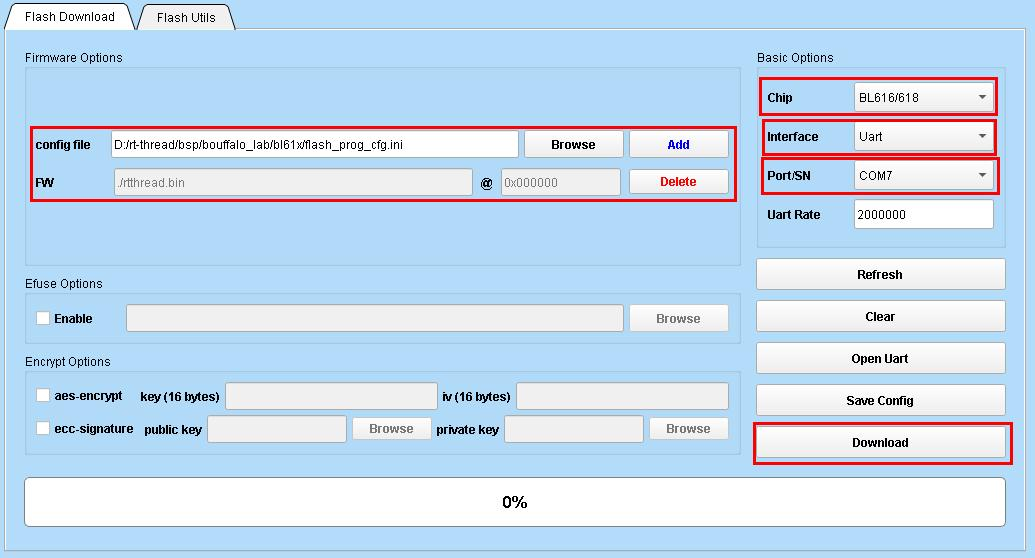 Flash Download Flash Utils
Firmware Options
config file D:/rt-thread/bsp/bouffalo_lab/bl61x/flash_prog_cfg.ini Browse Add
FW ./rtthread.bin @ 0x000000 Delete
Efuse Options
Enable Browse
Encrypt Options
aes-encrypt key (16 bytes) iv (16 bytes)
ecc-signature public key Browse private key Browse
Basic Options
Chip BL616/618
Interface Uart
Port/SN COM7
Uart Rate 2000000
Refresh
Clear
Open Uart
Save Config
Download
0%